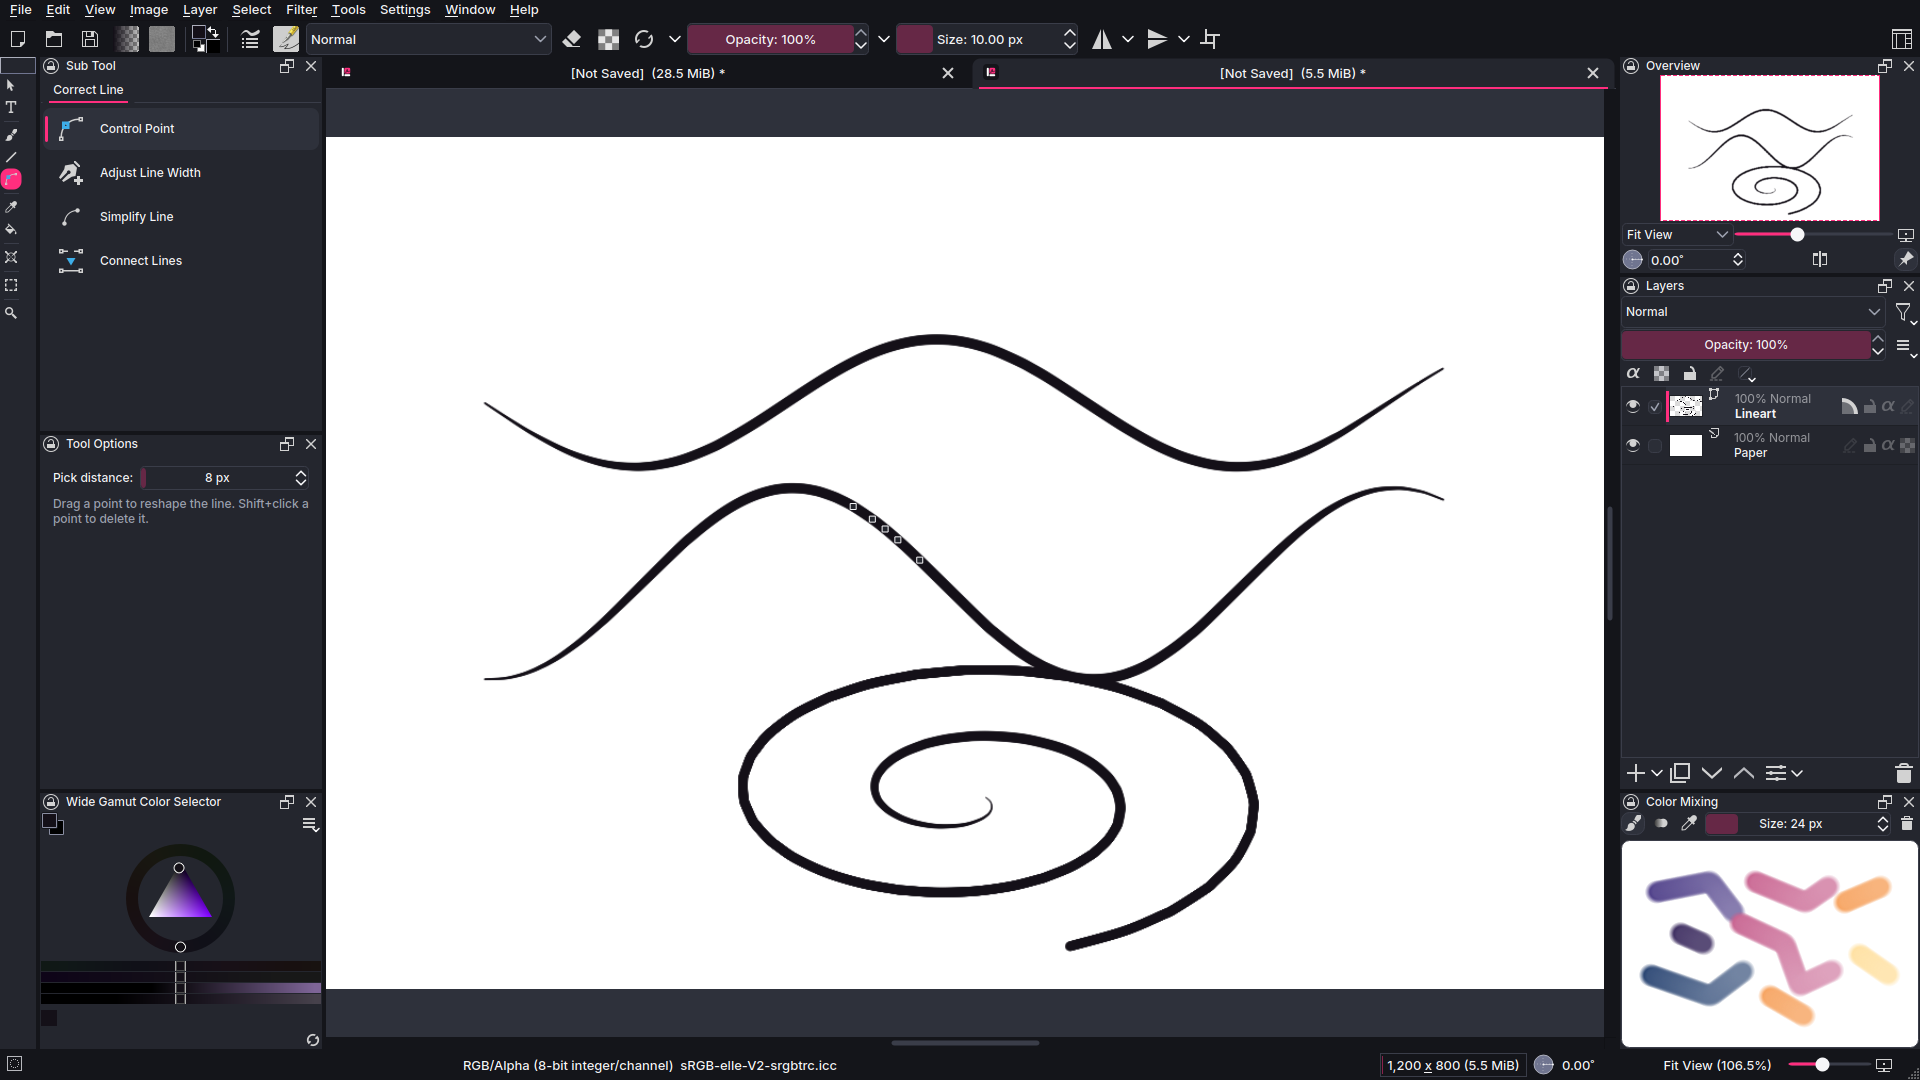 File Edit View Image Layer Select Filter Tools Settings Window Help
Normal
Opacity: 100%
Size: 10.00 px
Sub Tool
Correct Line
Control Point
Adjust Line Width
Simplify Line
Connect Lines
Tool Options
Pick distance: 8 px
Drag a point to reshape the line. Shift+click a
point to delete it.
Wide Gamut Color Selector
[Not Saved] (28.5 MiB) *
[Not Saved] (5.5 MiB) *
Overview
Fit View
0.00°
Layers
Normal
Opacity: 100%
100% Normal
Lineart
100% Normal
Paper
Color Mixing
Size: 24 px
RGB/Alpha (8-bit integer/channel) sRGB-elle-V2-srgbtrc.icc
1,200 x 800 (5.5 MiB)
0.00°
Fit View (106.5%)